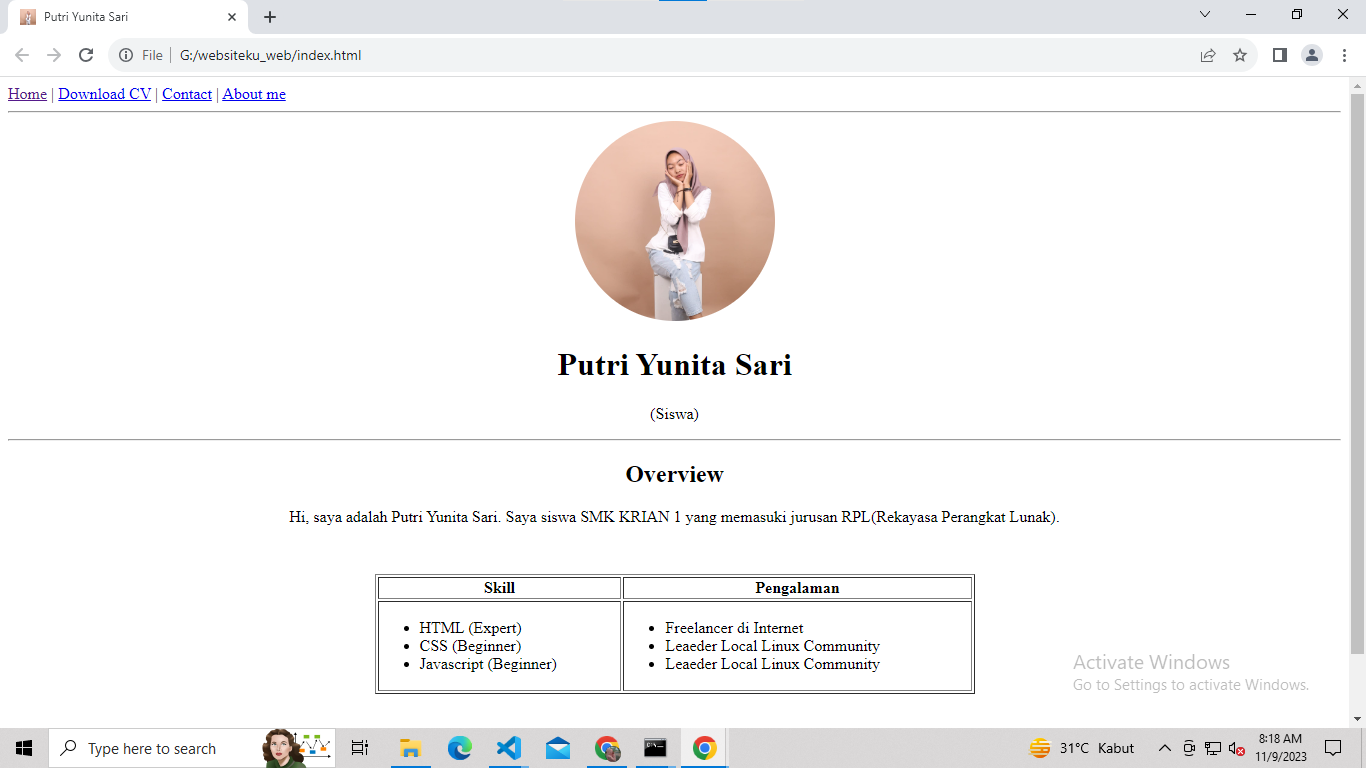 Putri Yunita Sari
File | G:/websiteku_web/index.html
Home | Download CV | Contact | About me
Putri Yunita Sari
(Siswa)
Overview
Hi, saya adalah Putri Yunita Sari. Saya siswa SMK KRIAN 1 yang memasuki jurusan RPL(Rekayasa Perangkat Lunak).
Skill Pengalaman
HTML (Expert) Freelancer di Internet
CSS (Beginner) Leaeder Local Linux Community
Javascript (Beginner) Leaeder Local Linux Community
Activate Windows
Go to Settings to activate Windows.
Type here to search
31°C Kabut
8:18 AM
11/9/2023